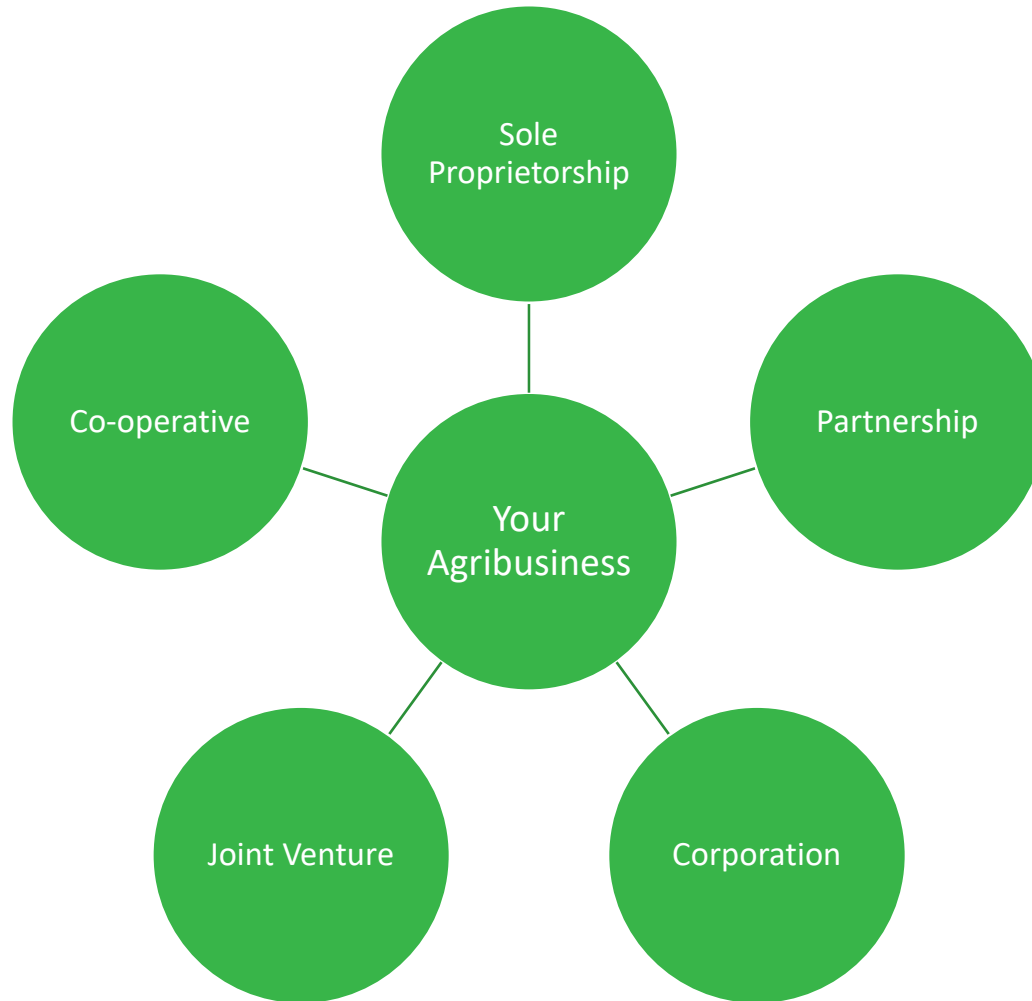 Sole
Proprietorship
Co-operative
Partnership
Your
Agribusiness
Joint Venture
Corporation